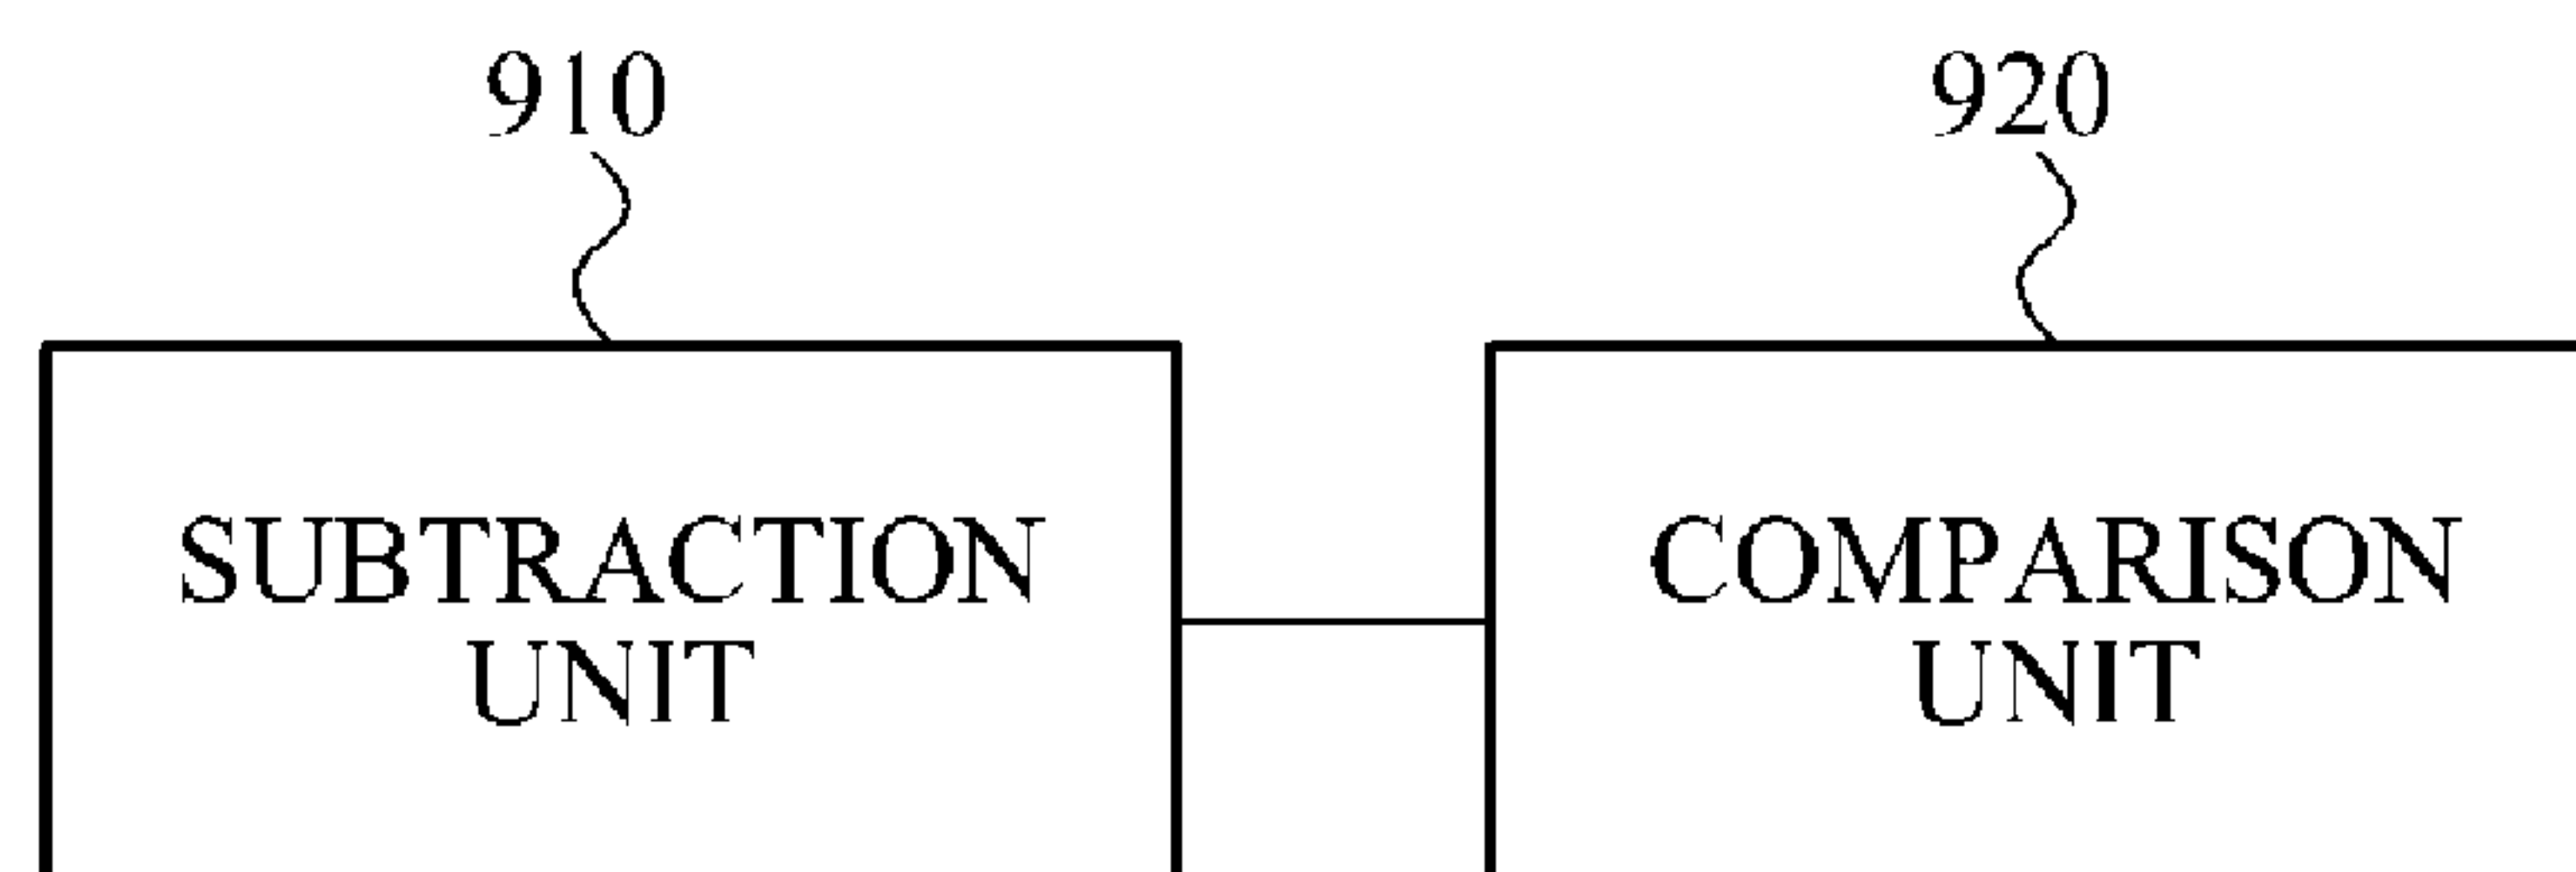 910
920
SUBTRACTION
UNIT
COMPARISON
UNIT